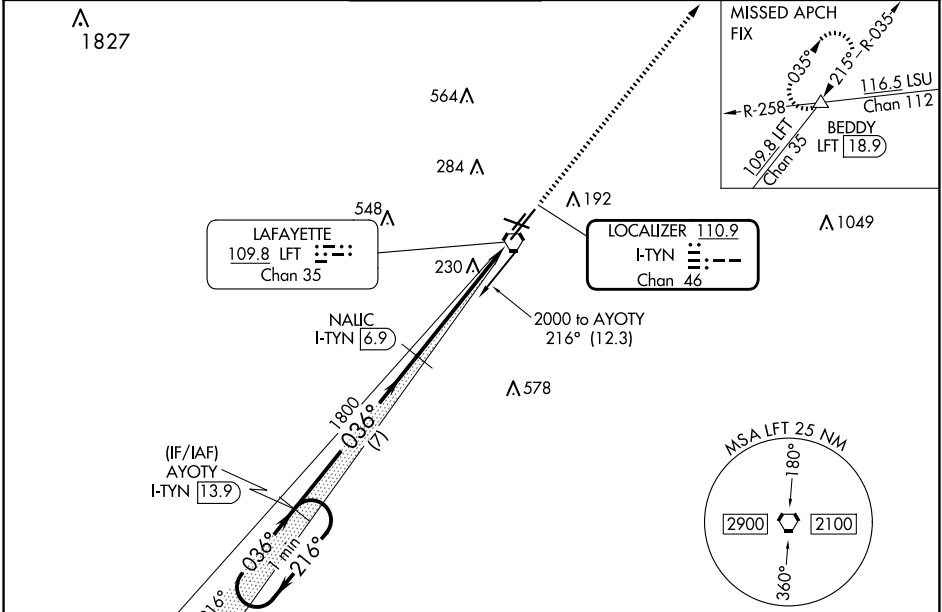 1827
564
284
548
192
1049
230
578
LAFAYETTE
109.8 LFT
Chan 35
LOCALIZER 110.9
I-TYN
Chan 46
2000 to AYOTY
216° (12.3)
NALIC
I-TYN 6.9
1800
036°
(7)
(IF/IAF)
AYOTY
I-TYN 13.9
036°
1 min
216°
MISSED APCH
FIX
035°
215°
R-035
116.5 LSU
Chan 112
R-258
109.8 LFT
Chan 35
BEDDY
LFT 18.9
MSA LFT 25 NM
180°
2900
2100
360°